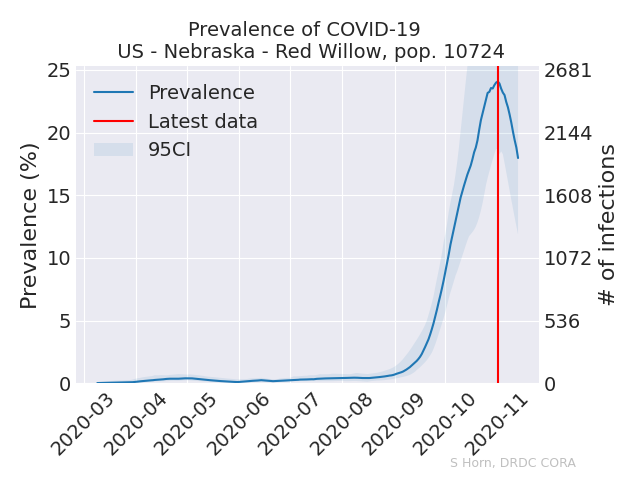 Prevalence of COVID-19
US - Nebraska - Red Willow, pop. 10724
Prevalence
Latest data
95CI
Prevalence (%)
25
20
15
10
5
0
2681
2144
1608
1072
536
0
# of infections
2020-03
2020-04
2020-05
2020-06
2020-07
2020-08
2020-09
2020-10
2020-11
S Horn, DRDC CORA